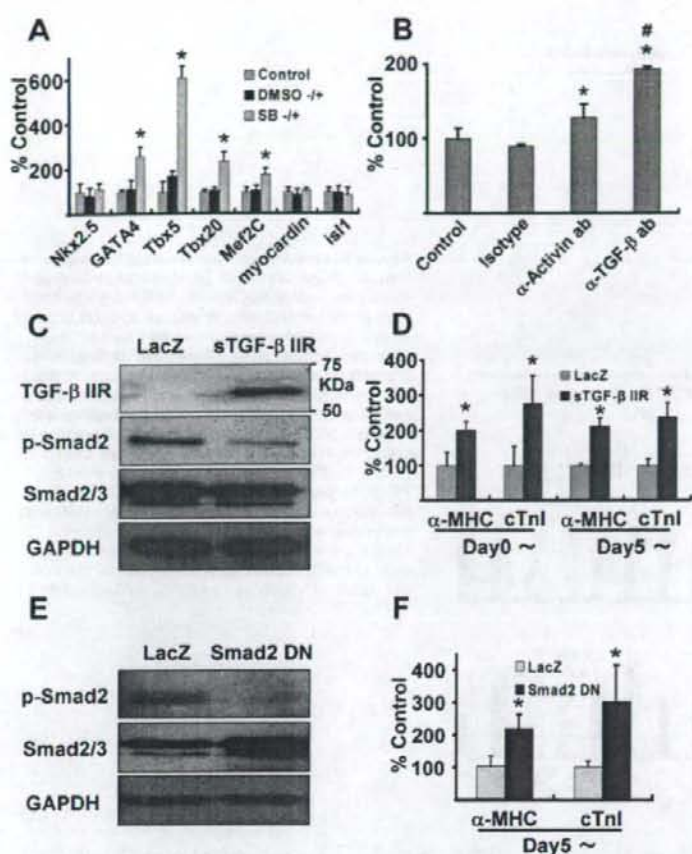 A
% Control
600
400
200
Control
DMSO -/+
SB -/+
*
*
*
*
Nkx2.5
GATA4
Tbx5
Tbx20
Mef2C
myocardin
Isl1
B
% Control
200
100
0
*
#
*
Control
Isotype
α-Activin ab
α-TGF-β ab
C
LacZ sTGF-β IIR
TGF-β IIR
75
KDa
50
p-Smad2
Smad2/3
GAPDH
D
% Control
400
300
200
100
LacZ
sTGF-β IIR
*
*
*
*
α-MHC cTnI α-MHC cTnI
Day0 ~ Day5 ~
E
LacZ Smad2 DN
p-Smad2
Smad2/3
GAPDH
F
% Control
400
300
200
100
LacZ
Smad2 DN
*
*
α-MHC cTnI
Day5 ~